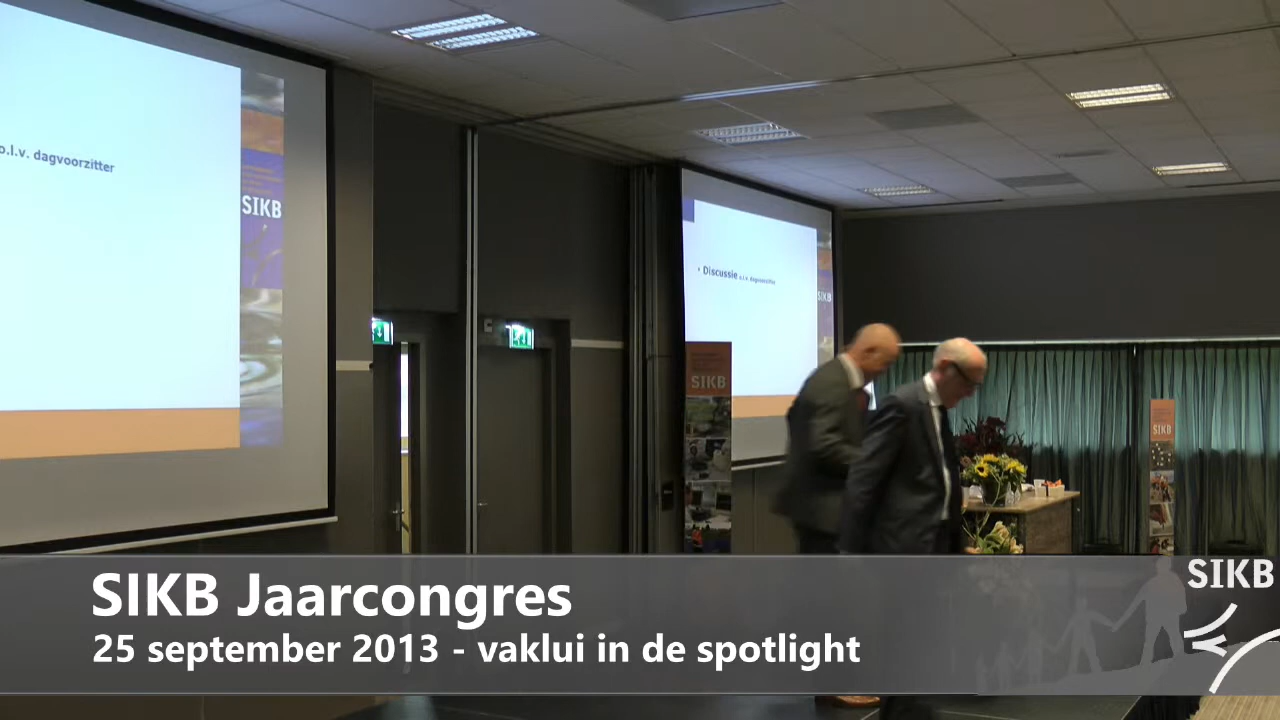 o.l.v. dagvoorzitter
SIKB
• Discussie o.l.v. dagvoorzitter
SIKB
SIKB
SIKB
SIKB Jaarcongres
25 september 2013 - vaklui in de spotlight
SIKB